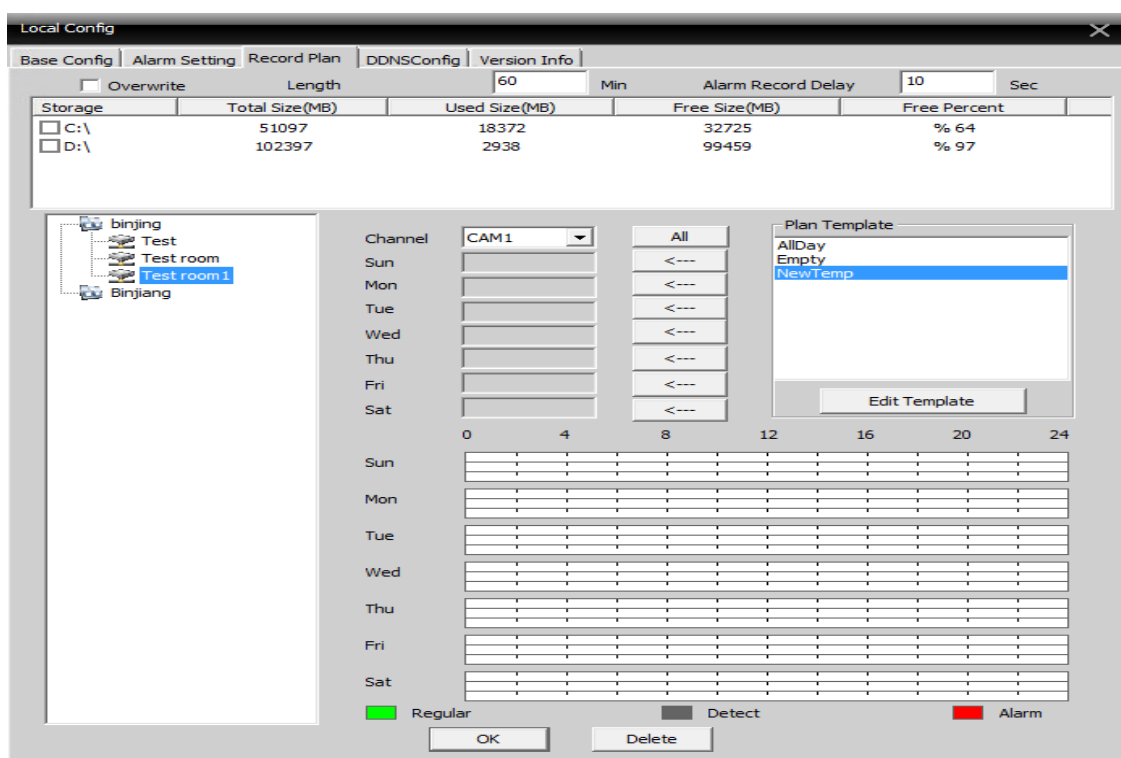 Local Config
Base Config Alarm Setting Record Plan DDNSConfig Version Info
Overwrite Length 60 Min Alarm Record Delay 10 Sec
Storage Total Size(MB) Used Size(MB) Free Size(MB) Free Percent
C:\ 51097 18372 32725 % 64
D:\ 102397 2938 99459 % 97
binjing
Test
Test room
Test room1
Binjiang
Channel CAM1 All
Sun <---
Mon <---
Tue <---
Wed <---
Thu <---
Fri <---
Sat <---
Plan Template
AllDay
Empty
NewTemp
Edit Template
0 4 8 12 16 20 24
Sun
Mon
Tue
Wed
Thu
Fri
Sat
Regular Detect Alarm
OK Delete